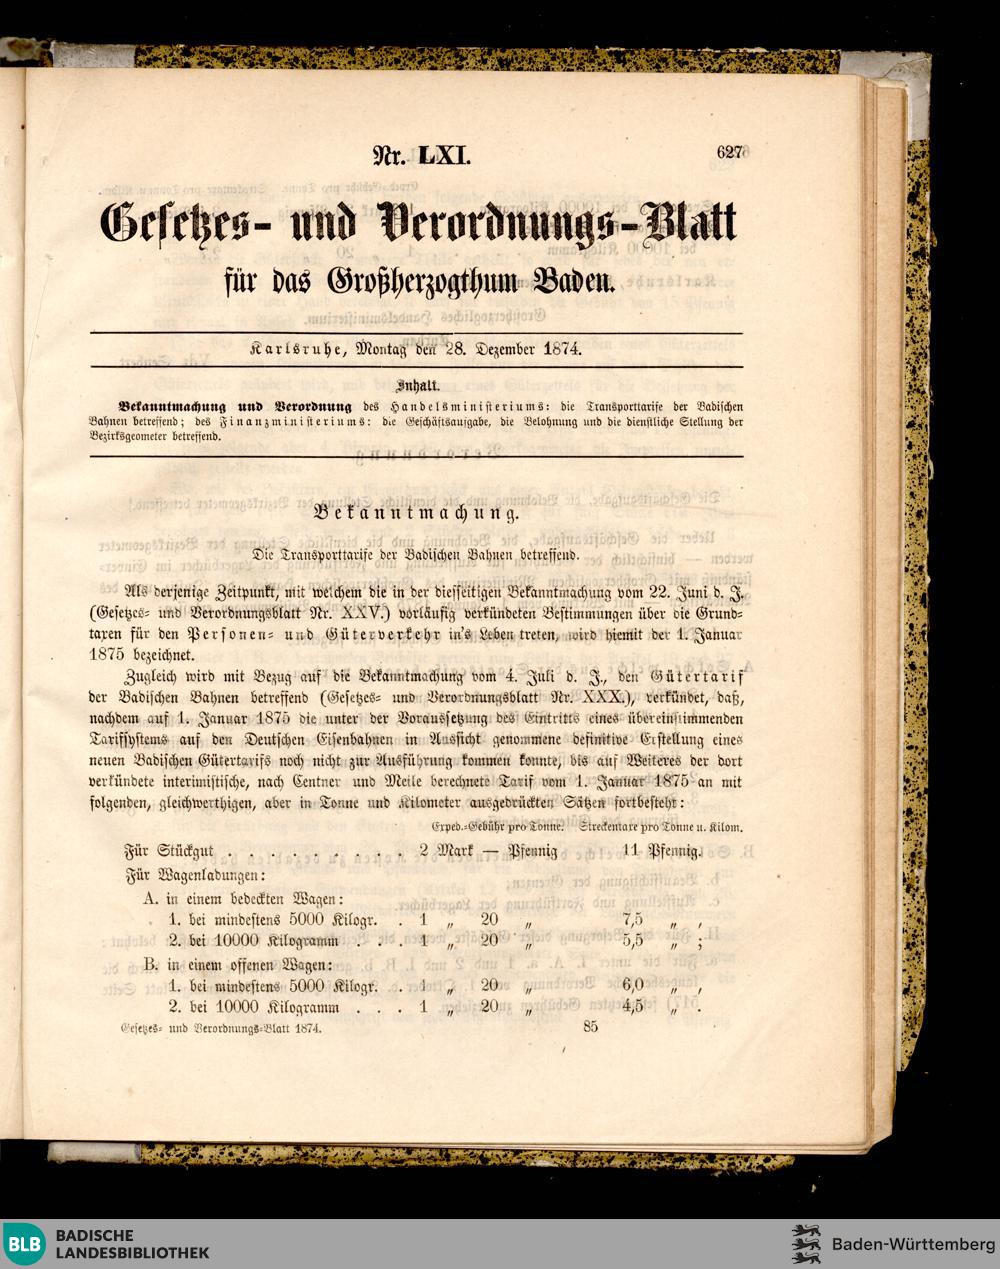 Nr. LXI. 627
Gesetzes- und Verordnungs-Blatt
für das Großherzogthum Baden.
Karlsruhe, Montag den 28. Dezember 1874.
Inhalt.
Bekanntmachung und Verordnung des Handelsministeriums: die Transporttarife der Badischen
Bahnen betreffend; des Finanzministeriums: die Geschäftsaufgabe, die Belohnung und die dienstliche Stellung der
Bezirksgeometer betreffend.
Bekanntmachung.
Die Transporttarife der Badischen Bahnen betreffend.
Als derjenige Zeitpunkt, mit welchem die in der diesseitigen Bekanntmachung vom 22. Juni d. J.
(Gesetzes- und Verordnungsblatt Nr. XXV.) vorläufig verkündeten Bestimmungen über die Grund-
taxen für den Personen- und Güterverkehr in's Leben treten, wird hiemit der 1. Januar
1875 bezeichnet.
Zugleich wird mit Bezug auf die Bekanntmachung vom 4. Juli d. J., den Gütertarif
der Badischen Bahnen betreffend (Gesetzes- und Verordnungsblatt Nr. XXX.), verkündet, daß,
nachdem auf 1. Januar 1875 die unter der Voraussetzung des Eintritts eines übereinstimmenden
Tarifsystems auf den Deutschen Eisenbahnen in Aussicht genommene definitive Erstellung eines
neuen Badischen Gütertarifs noch nicht zur Ausführung kommen konnte, bis auf Weiteres der dort
verkündete interimistische, nach Centner und Meile berechnete Tarif vom 1. Januar 1875 an mit
folgenden, gleichwerthigen, aber in Tonne und Kilometer ausgedrückten Sätzen fortbesteht:
Exped.-Gebühr pro Tonne. Streckentaxe pro Tonne u. Kilom.
Für Stückgut . . . . . . . . . 2 Mark — Pfennig 11 Pfennig.
Für Wagenladungen:
A. in einem bedeckten Wagen:
1. bei mindestens 5000 Kilogr. . 1 „ 20 „ 7,5 „
2. bei 10000 Kilogramm . . . 1 „ 20 „ 5,5 „ ;
B. in einem offenen Wagen:
1. bei mindestens 5000 Kilogr. . 1 „ 20 „ 6,0 „ ,
2. bei 10000 Kilogramm . . . 1 „ 20 „ 4,5 „ .
Gesetzes- und Verordnungs-Blatt 1874. 85
BLB BADISCHE
LANDESBIBLIOTHEK
Baden-Württemberg